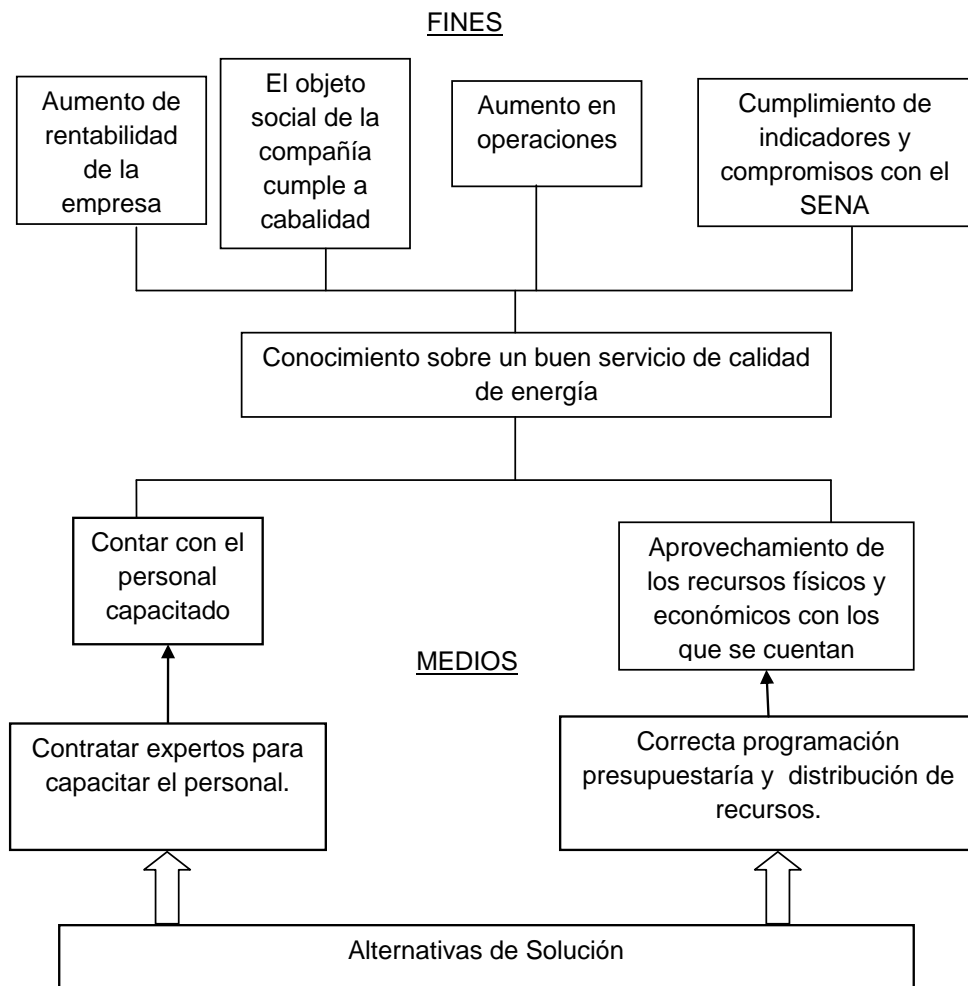 FINES
Aumento de
rentabilidad
de la
empresa
El objeto
social de la
compañía
cumple a
cabalidad
Aumento en
operaciones
Cumplimiento de
indicadores y
compromisos con el
SENA
Conocimiento sobre un buen servicio de calidad
de energía
Contar con el
personal
capacitado
Aprovechamiento de
los recursos físicos y
económicos con los
que se cuentan
MEDIOS
Contratar expertos para
capacitar el personal.
Correcta programación
presupuestaría y  distribución de
recursos.
Alternativas de Solución